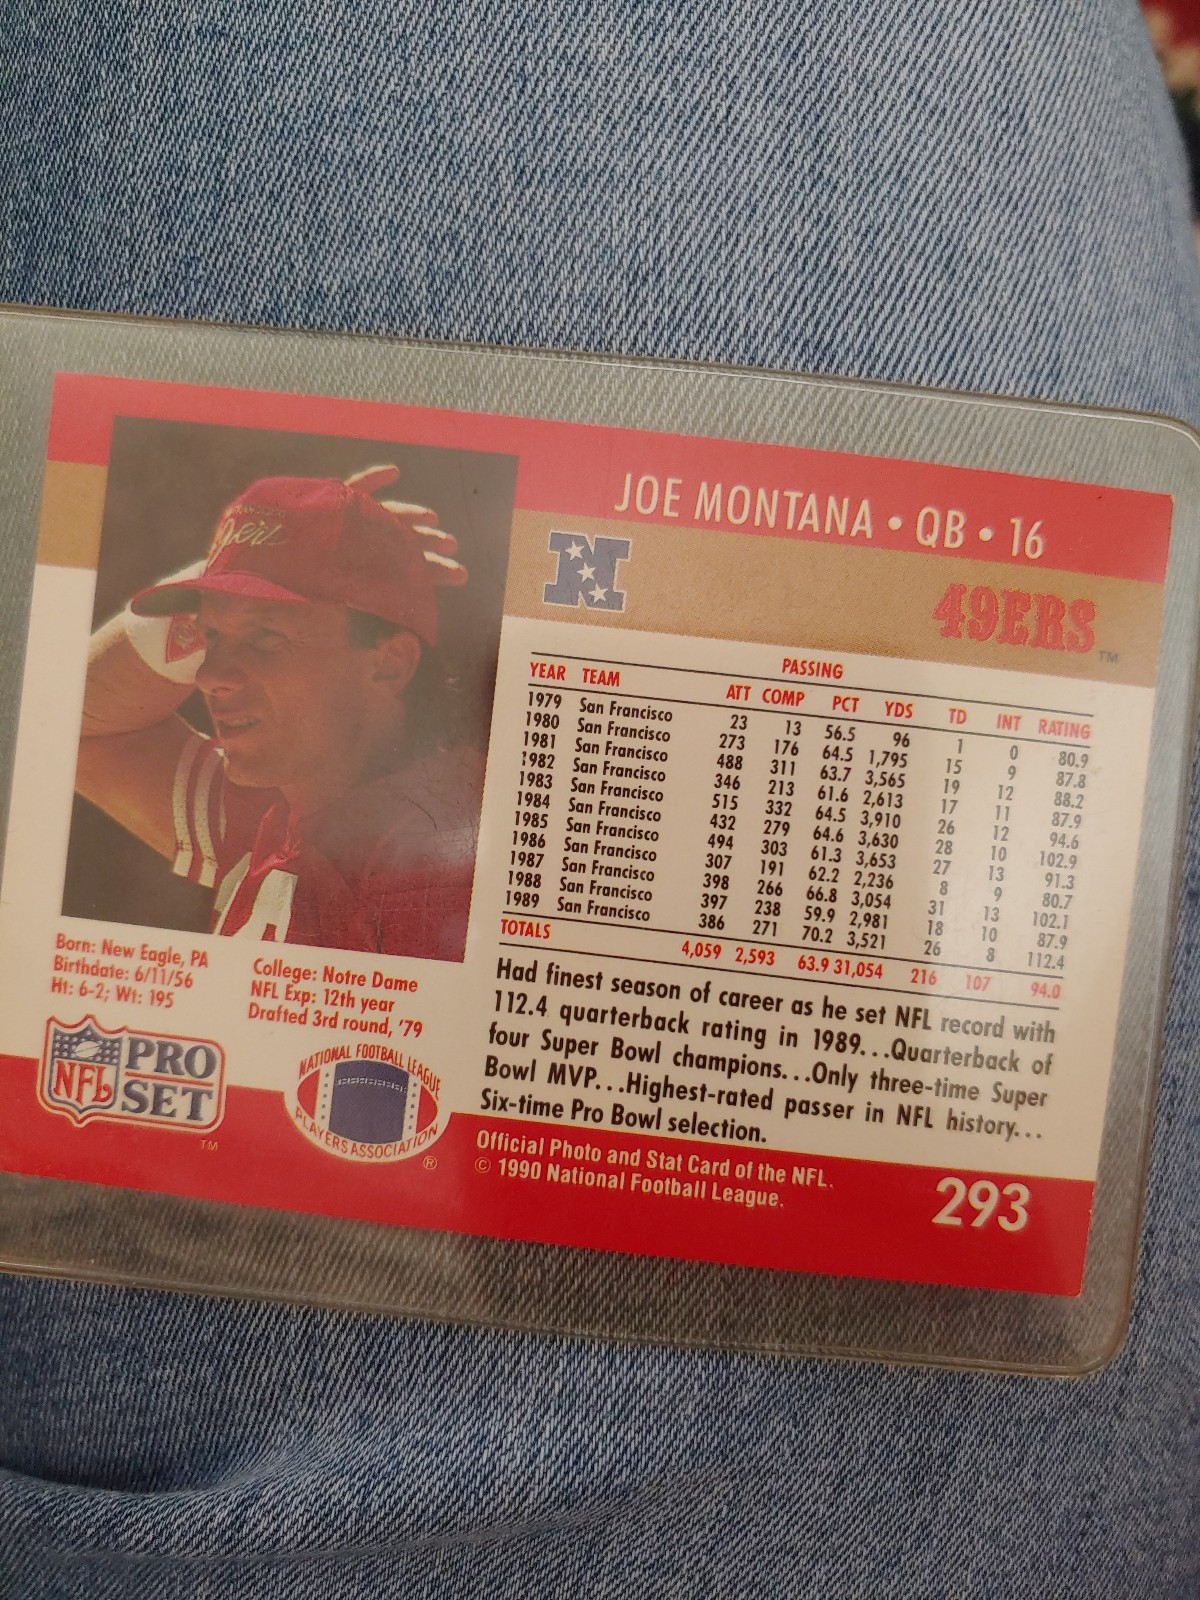 JOE MONTANA • QB • 16
N
49ERS™
PASSING
YEAR TEAM ATT COMP PCT YDS TD INT RATING
1979 San Francisco 23 13 56.5 96 1 0 80.9
1980 San Francisco 273 176 64.5 1,795 15 9 87.8
1981 San Francisco 488 311 63.7 3,565 19 12 88.2
1982 San Francisco 346 213 61.6 2,613 17 11 87.9
1983 San Francisco 515 332 64.5 3,910 26 12 94.6
1984 San Francisco 432 279 64.6 3,630 28 10 102.9
1985 San Francisco 494 303 61.3 3,653 27 13 91.3
1986 San Francisco 307 191 62.2 2,236 8 9 80.7
1987 San Francisco 398 266 66.8 3,054 31 13 102.1
1988 San Francisco 397 238 59.9 2,981 18 10 87.9
1989 San Francisco 386 271 70.2 3,521 26 8 112.4
TOTALS 4,059 2,593 63.9 31,054 216 107 94.0
Had finest season of career as he set NFL record with
112.4 quarterback rating in 1989...Quarterback of
four Super Bowl champions...Only three-time Super
Bowl MVP...Highest-rated passer in NFL history...
Six-time Pro Bowl selection.
Born: New Eagle, PA
Birthdate: 6/11/56
Ht: 6-2; Wt: 195
College: Notre Dame
NFL Exp: 12th year
Drafted 3rd round, '79
NFL PRO SET™
NATIONAL FOOTBALL LEAGUE
PLAYERS ASSOCIATION ®
Official Photo and Stat Card of the NFL.
© 1990 National Football League.
293